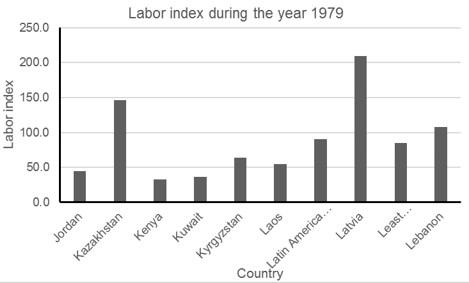 Labor index during the year 1979
250.0
200.0
150.0
100.0
50.0
0.0
Labor index
Jordan
Kazakhstan
Kenya
Kuwait
Kyrgyzstan
Laos
Latin America...
Latvia
Least...
Lebanon
Country